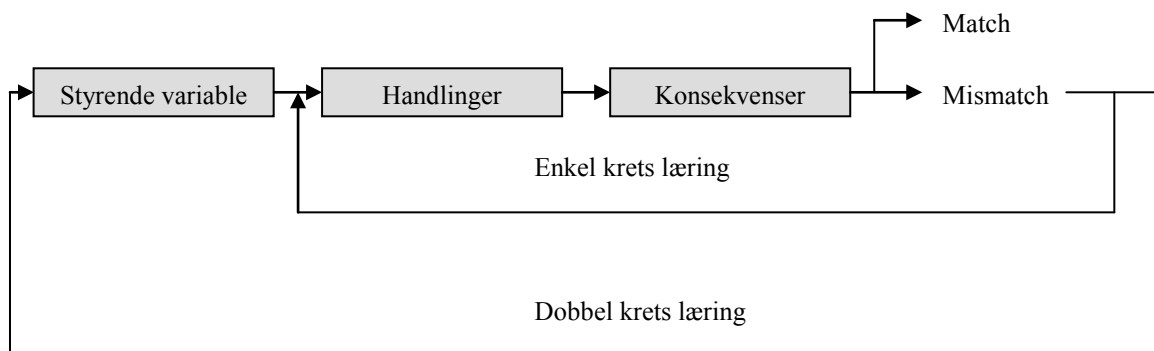 Match
Styrende variable
Handlinger
Konsekvenser
Mismatch
Enkel krets læring
Dobbel krets læring